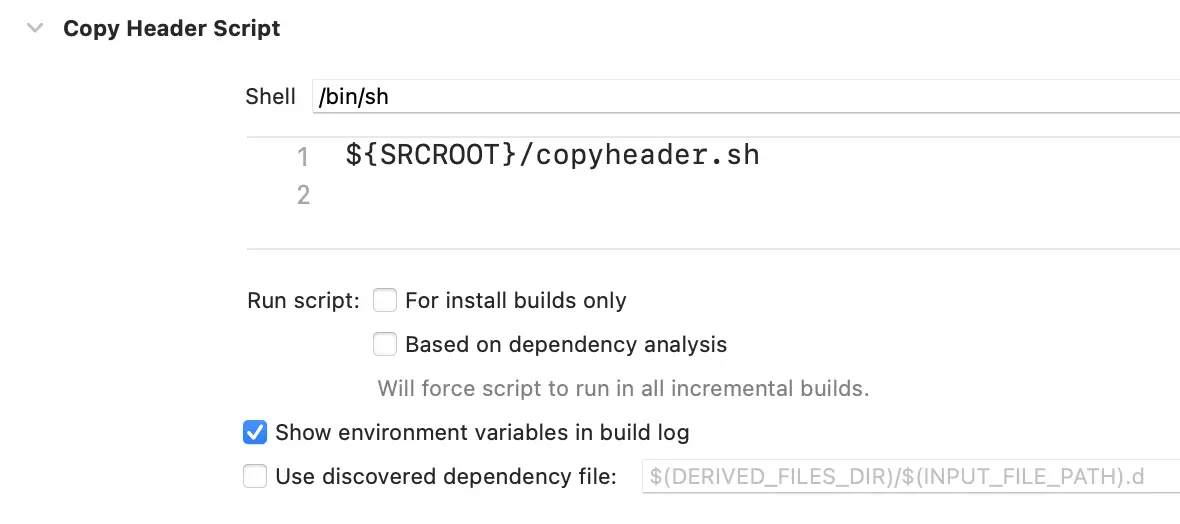 Copy Header Script
Shell /bin/sh
1 ${SRCROOT}/copyheader.sh
2
Run script: For install builds only
Based on dependency analysis
Will force script to run in all incremental builds.
Show environment variables in build log
Use discovered dependency file: $(DERIVED_FILES_DIR)/$(INPUT_FILE_PATH).d